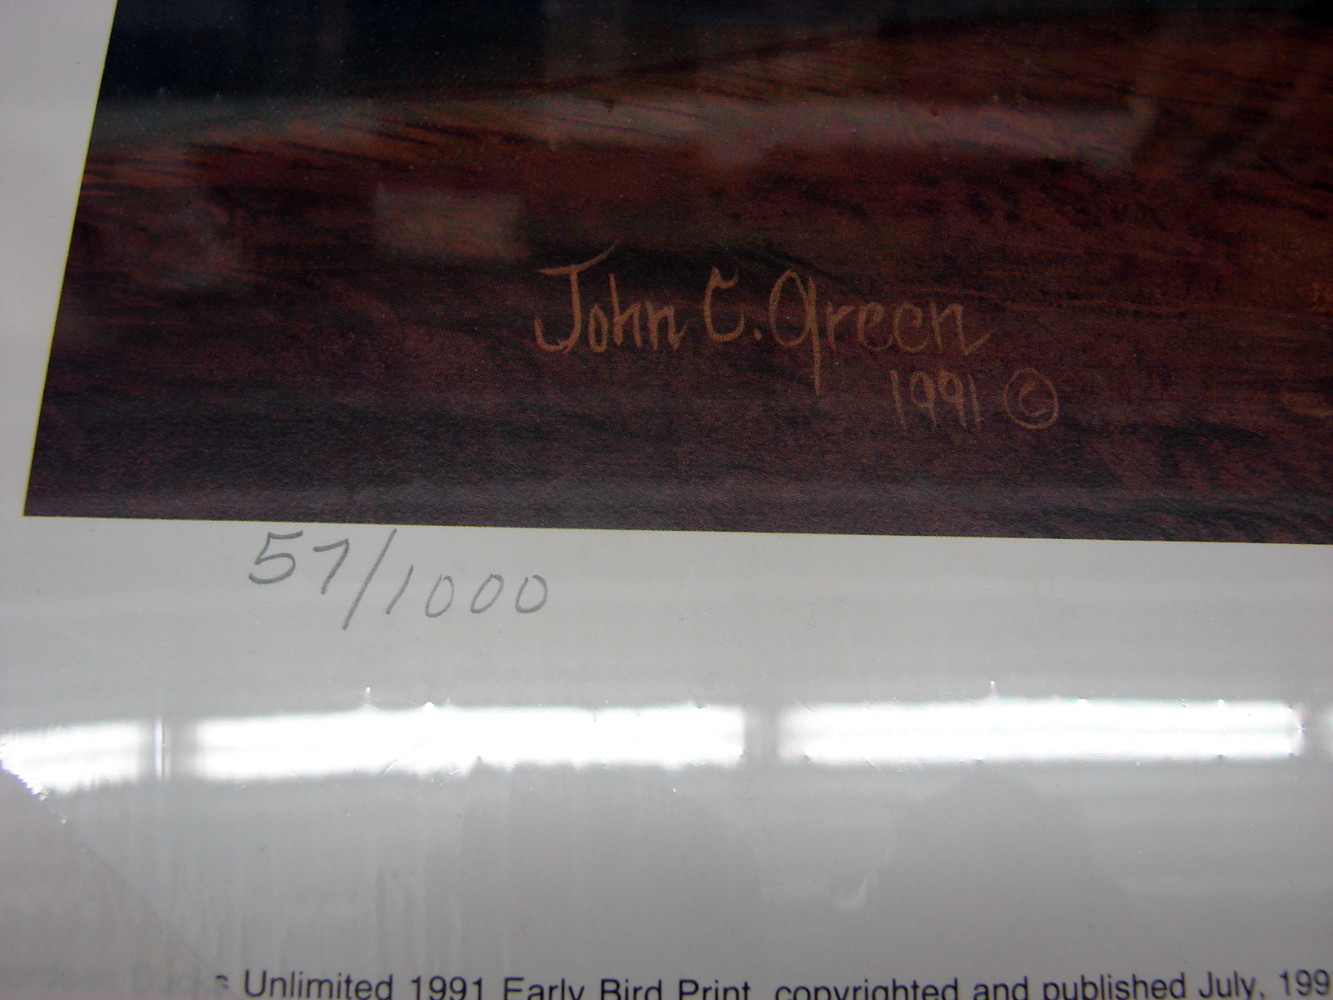 John C. Green
1991 ©
57/1000
Unlimited 1991 Early Bird Print, copyrighted and published July, 199